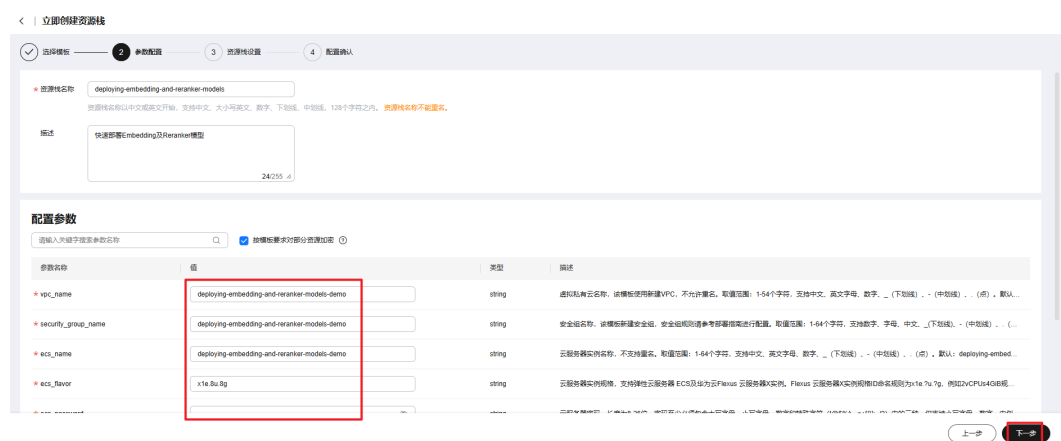 立即创建资源栈
选择模板
2 参数配置
3 资源栈设置
4 配置确认
* 资源栈名称
deploying-embedding-and-reranker-models
资源栈名称以中文或英文开始，支持中文、大小写英文、数字、下划线、中划线，128个字符之内。资源栈名称不能重名。
描述
快速部署Embedding及Reranker模型
24/255
配置参数
请输入关键字搜索参数名称
按模板要求对部分资源加密
参数名称 值 类型 描述
* vpc_name deploying-embedding-and-reranker-models-demo string 虚拟私有云名称，该模板使用新建VPC，不允许重名。取值范围：1-54个字符，支持中文、英文字母、数字、_（下划线）、-（中划线）、.（点）。默认...
* security_group_name deploying-embedding-and-reranker-models-demo string 安全组名称，该模板新建安全组，安全组规则请参考部署指南进行配置。取值范围：1-64个字符，支持数字、字母、中文、_(下划线)、-（中划线）、.（...
* ecs_name deploying-embedding-and-reranker-models-demo string 云服务器实例名称，不支持重名。取值范围：1-64个字符，支持中文、英文字母、数字、_（下划线）、-（中划线）、.（点）。默认：deploying-embed...
* ecs_flavor x1e.8u.8g string 云服务器实例规格，支持弹性云服务器 ECS及华为云Flexus 云服务器X实例。Flexus 云服务器X实例规格ID命名规则为x1e.?u.?g，例如2vCPUs4GiB规...
上一步
下一步